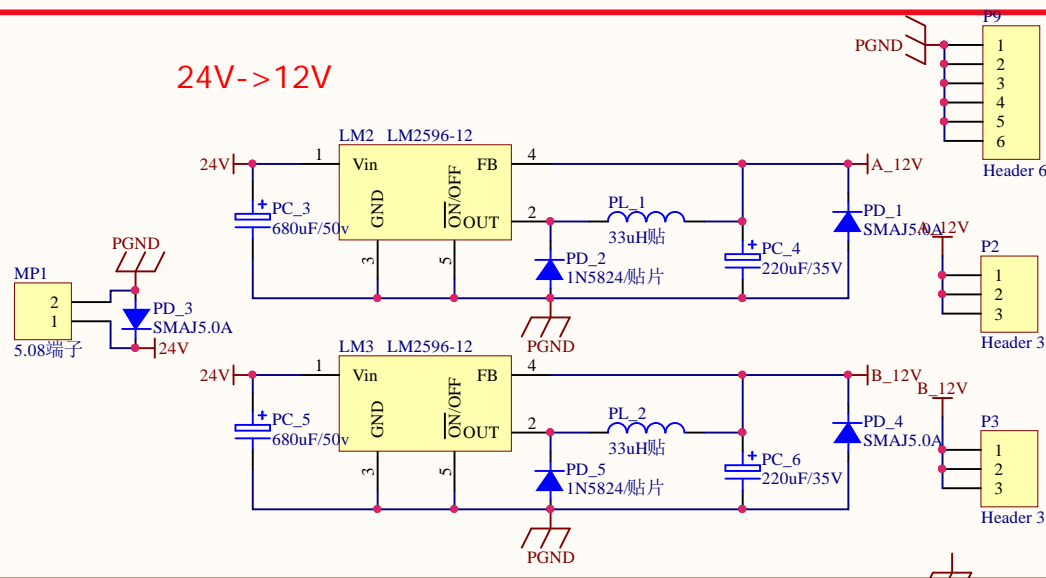 P9
PGND
1
2
3
4
5
6
Header 6
24V->12V
LM2 LM2596-12
24V
1
Vin
FB
4
A_12V
GND
ON/OFF
OUT
2
3
5
PC_3
680uF/50v
PL_1
33uH贴
PD_2
1N5824/贴片
PC_4
220uF/35V
PD_1
SMAJ5.0A
PGND
A_12V
P2
1
2
3
Header 3
PGND
MP1
2
1
5.08端子
PD_3
SMAJ5.0A
24V
LM3 LM2596-12
24V
1
Vin
FB
4
B_12V
GND
ON/OFF
OUT
2
3
5
PC_5
680uF/50v
PL_2
33uH贴
PD_5
1N5824/贴片
PC_6
220uF/35V
PD_4
SMAJ5.0A
PGND
B_12V
P3
1
2
3
Header 3